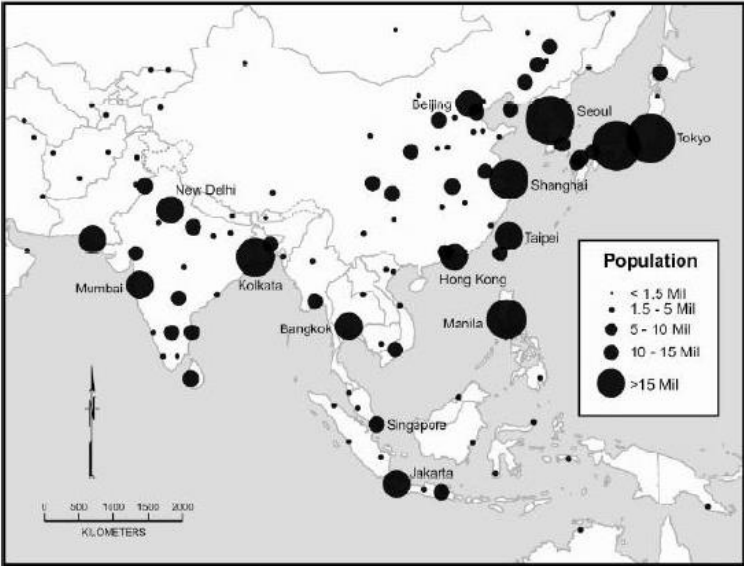 Beijing
Seoul
Tokyo
New Delhi
Shanghai
Taipei
Mumbai
Kolkata
Hong Kong
Bangkok
Manila
Population
< 1.5 Mil
1.5 - 5 Mil
5 - 10 Mil
10 - 15 Mil
>15 Mil
Singapore
Jakarta
0 500 1000 1500 2000
KILOMETERS